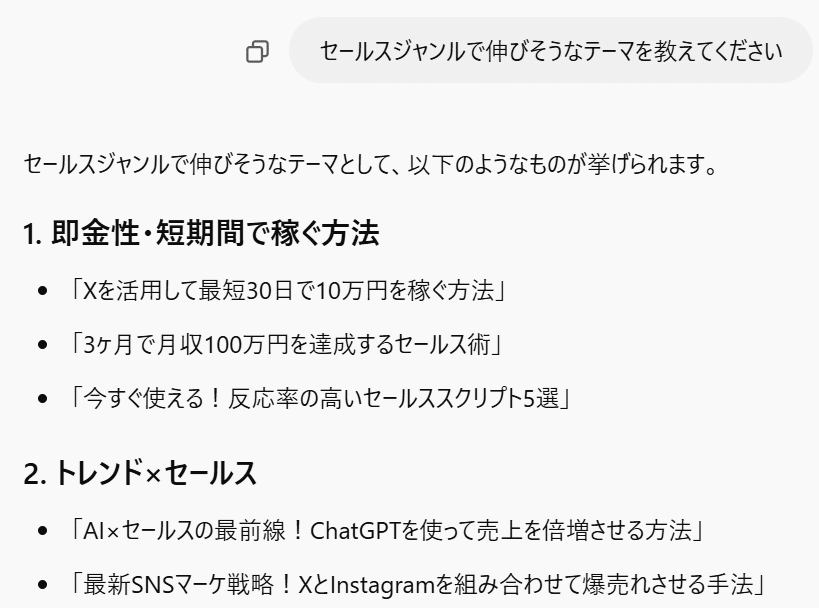 セールスジャンルで伸びそうなテーマを教えてください
セールスジャンルで伸びそうなテーマとして、以下のようなものが挙げられます。
1. 即金性・短期間で稼ぐ方法
• 「Xを活用して最短30日で10万円を稼ぐ方法」
• 「3ヶ月で月収100万円を達成するセールス術」
• 「今すぐ使える！反応率の高いセールススクリプト5選」
2. トレンド×セールス
• 「AI×セールスの最前線！ChatGPTを使って売上を倍増させる方法」
• 「最新SNSマーケ戦略！XとInstagramを組み合わせて爆売れさせる手法」